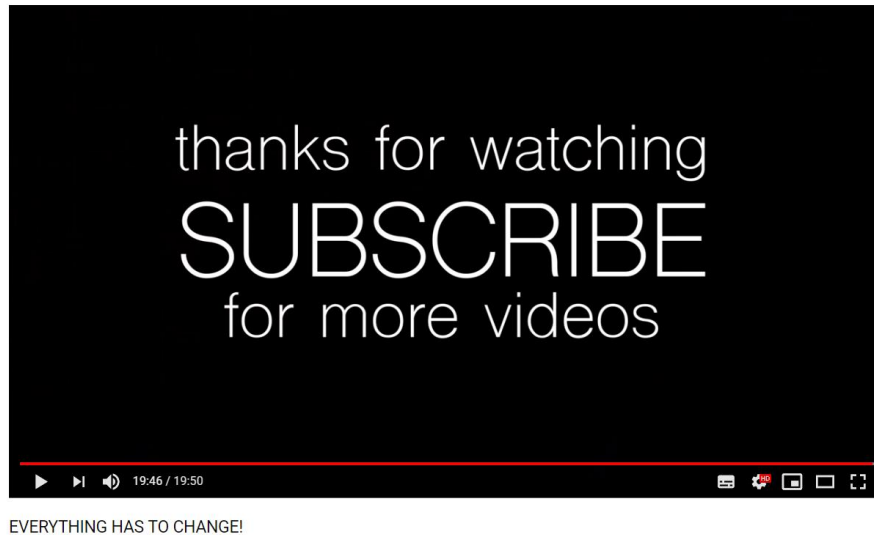 thanks for watching
SUBSCRIBE
for more videos
19:46 / 19:50
HD
EVERYTHING HAS TO CHANGE!